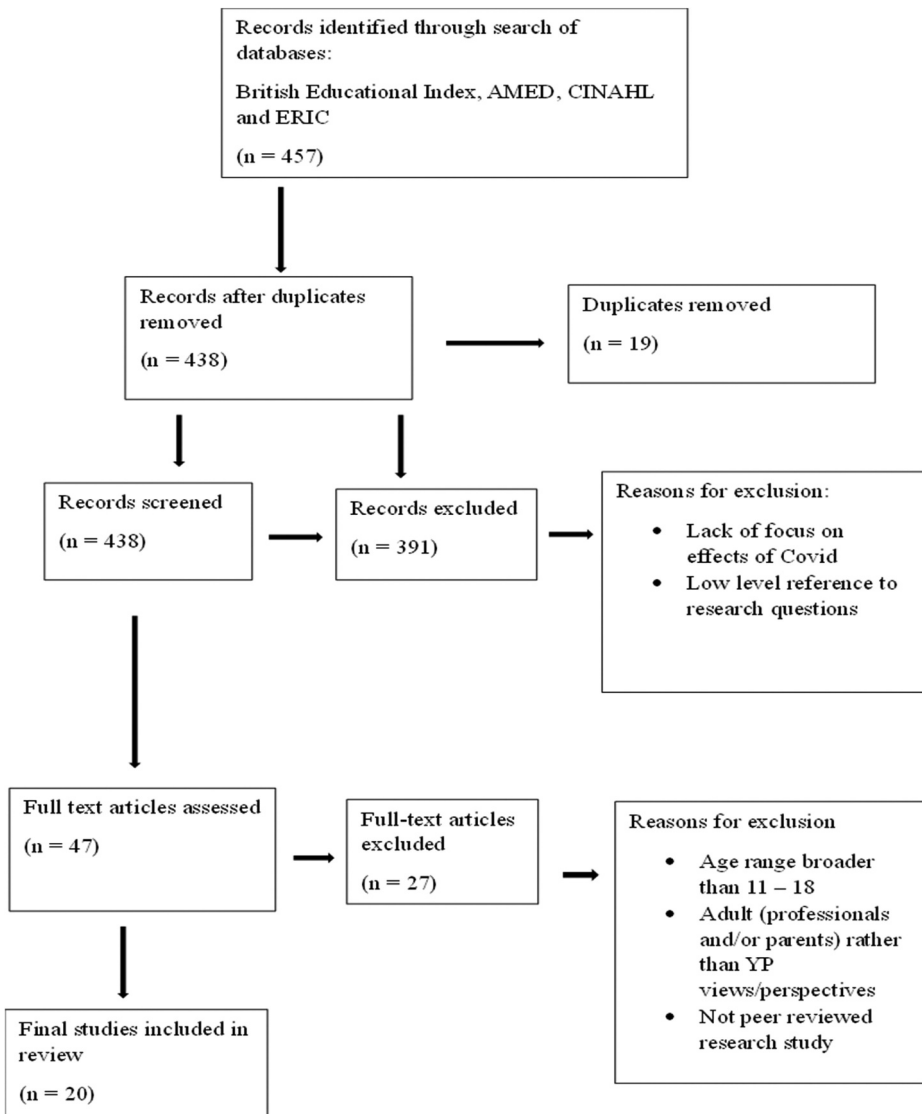 Records identified through search of
databases:
British Educational Index, AMED, CINAHL
and ERIC
(n = 457)
Records after duplicates
removed
(n = 438)
Duplicates removed
(n = 19)
Records screened
(n = 438)
Records excluded
(n = 391)
Reasons for exclusion:
• Lack of focus on
effects of Covid
• Low level reference to
research questions
Full text articles assessed
(n = 47)
Full-text articles
excluded
(n = 27)
Reasons for exclusion
• Age range broader
than 11 – 18
• Adult (professionals
and/or parents) rather
than YP
views/perspectives
• Not peer reviewed
research study
Final studies included in
review
(n = 20)